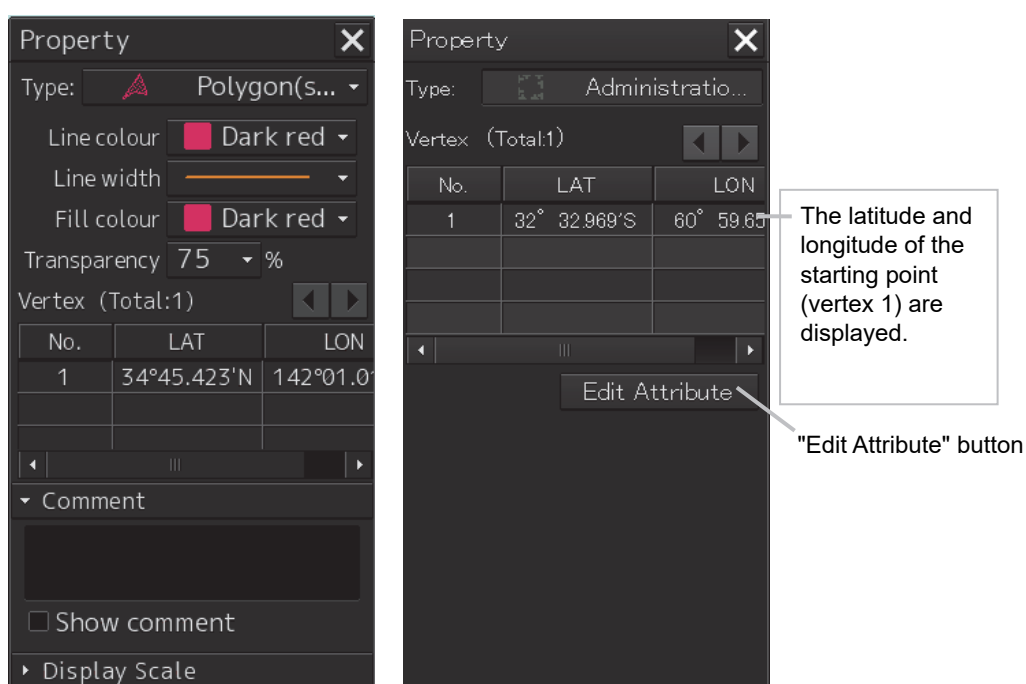 Property
Type: Polygon(s...
Line colour Dark red
Line width
Fill colour Dark red
Transparency 75 %
Vertex (Total:1)
No. LAT LON
1 34°45.423'N 142°01.0
Comment
Show comment
Display Scale
Property
Type: Administratio...
Vertex (Total:1)
No. LAT LON
1 32° 32.969'S 60° 59.65
Edit Attribute
The latitude and
longitude of the
starting point
(vertex 1) are
displayed.
"Edit Attribute" button